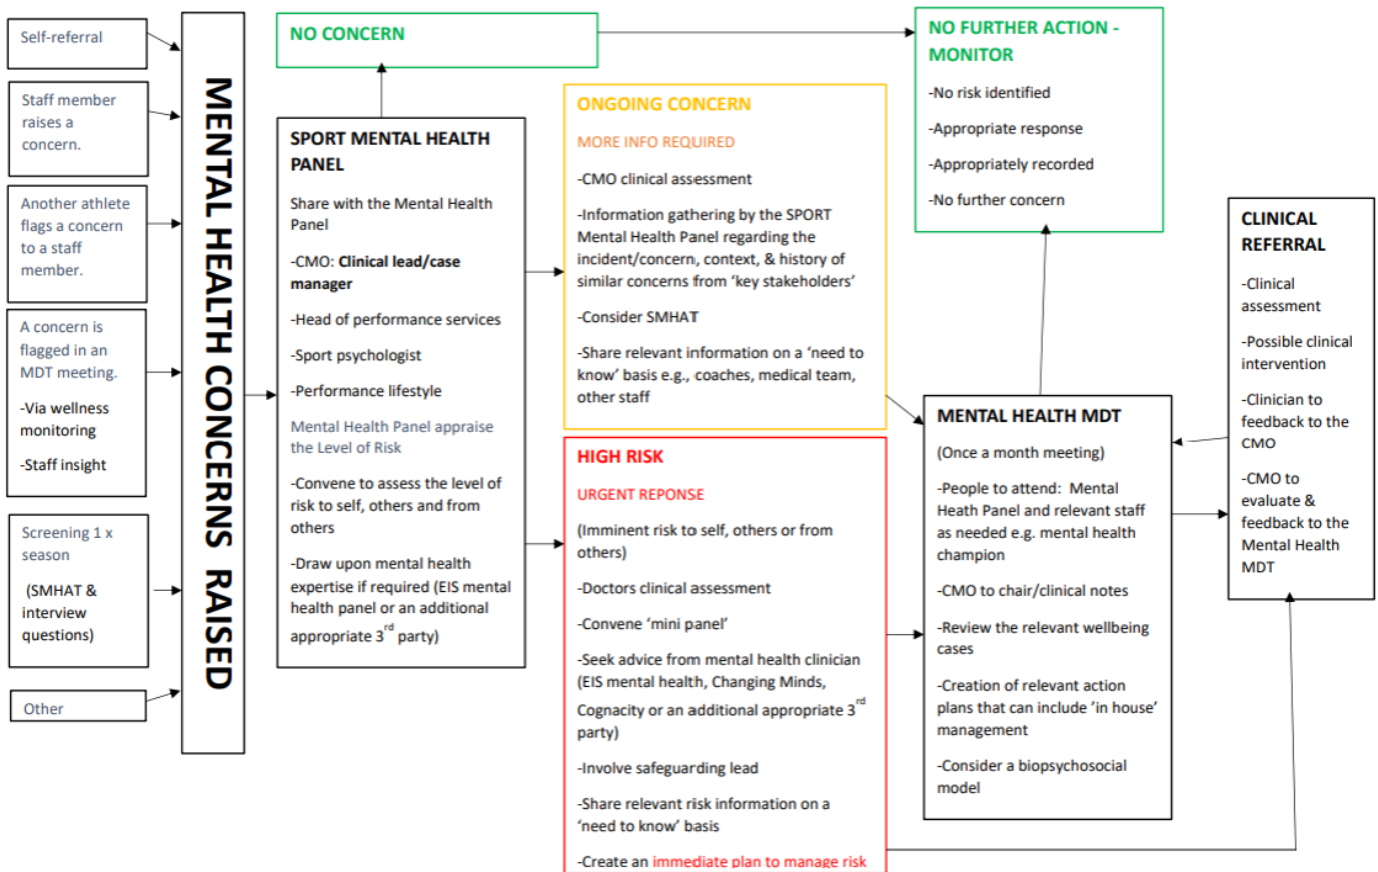 Self-referral
Staff member
raises a
concern.
Another athlete
flags a concern
to a staff
member.
A concern is
flagged in an
MDT meeting.
-Via wellness
monitoring
-Staff insight
Screening 1 x
season
(SMHAT &
interview
questions)
Other
MENTAL HEALTH CONCERNS RAISED
NO CONCERN
SPORT MENTAL HEALTH
PANEL
Share with the Mental Health
Panel
-CMO: Clinical lead/case
manager
-Head of performance services
-Sport psychologist
-Performance lifestyle
Mental Health Panel appraise
the Level of Risk
-Convene to assess the level of
risk to self, others and from
others
-Draw upon mental health
expertise if required (EIS mental
health panel or an additional
appropriate 3rd party)
ONGOING CONCERN
MORE INFO REQUIRED
-CMO clinical assessment
-Information gathering by the SPORT
Mental Health Panel regarding the
incident/concern, context, & history of
similar concerns from ‘key stakeholders’
-Consider SMHAT
-Share relevant information on a ‘need to
know’ basis e.g., coaches, medical team,
other staff
HIGH RISK
URGENT REPONSE
(Imminent risk to self, others or from
others)
-Doctors clinical assessment
-Convene ‘mini panel’
-Seek advice from mental health clinician
(EIS mental health, Changing Minds,
Cognacity or an additional appropriate 3rd
party)
-Involve safeguarding lead
-Share relevant risk information on a
‘need to know’ basis
-Create an immediate plan to manage risk
NO FURTHER ACTION -
MONITOR
-No risk identified
-Appropriate response
-Appropriately recorded
-No further concern
MENTAL HEALTH MDT
(Once a month meeting)
-People to attend: Mental
Heath Panel and relevant staff
as needed e.g. mental health
champion
-CMO to chair/clinical notes
-Review the relevant wellbeing
cases
-Creation of relevant action
plans that can include ’in house’
management
-Consider a biopsychosocial
model
CLINICAL
REFERRAL
-Clinical
assessment
-Possible clinical
intervention
-Clinician to
feedback to the
CMO
-CMO to
evaluate &
feedback to the
Mental Health
MDT